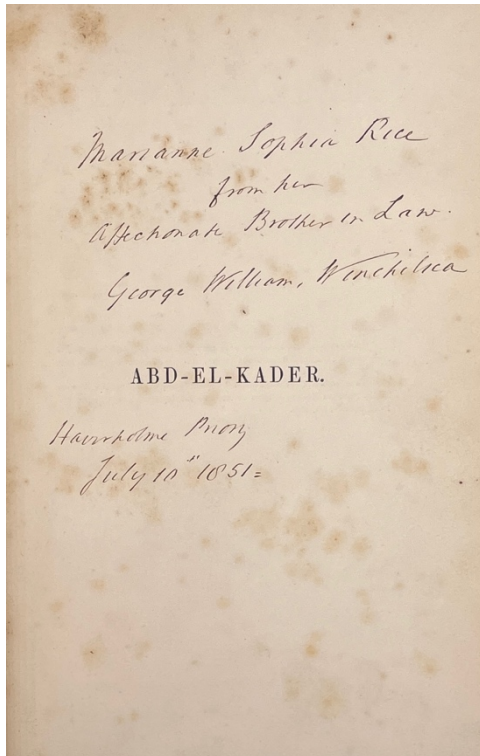 Marianne Sophia Rice
from her
Affectionate Brother in Law.
George William, Winchilsea
ABD-EL-KADER.
Haverholme Priory
July 10th 1851=